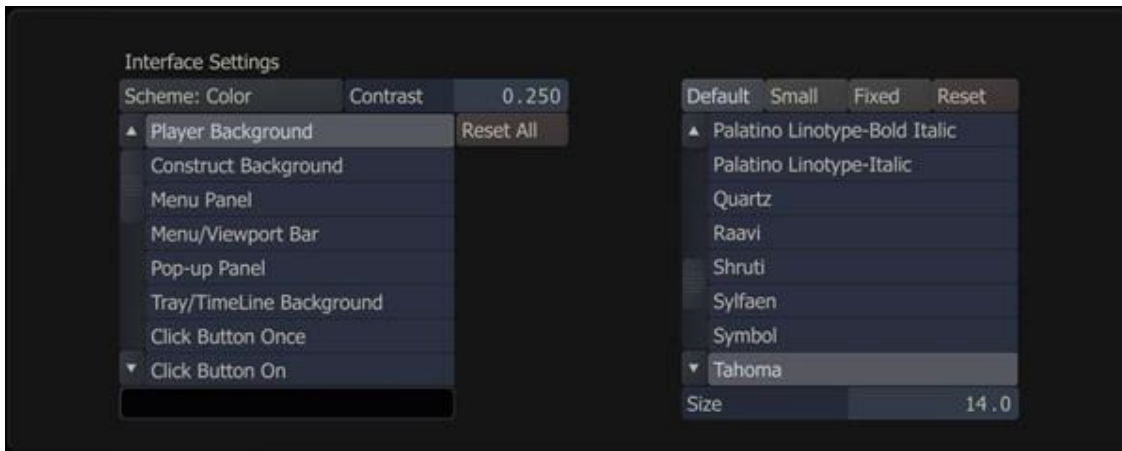 Interface Settings
Scheme: Color Contrast 0.250
Player Background Reset All
Construct Background
Menu Panel
Menu/Viewport Bar
Pop-up Panel
Tray/TimeLine Background
Click Button Once
Click Button On
Default Small Fixed Reset
Palatino Linotype-Bold Italic
Palatino Linotype-Italic
Quartz
Raavi
Shruti
Sylfaen
Symbol
Tahoma
Size 14.0